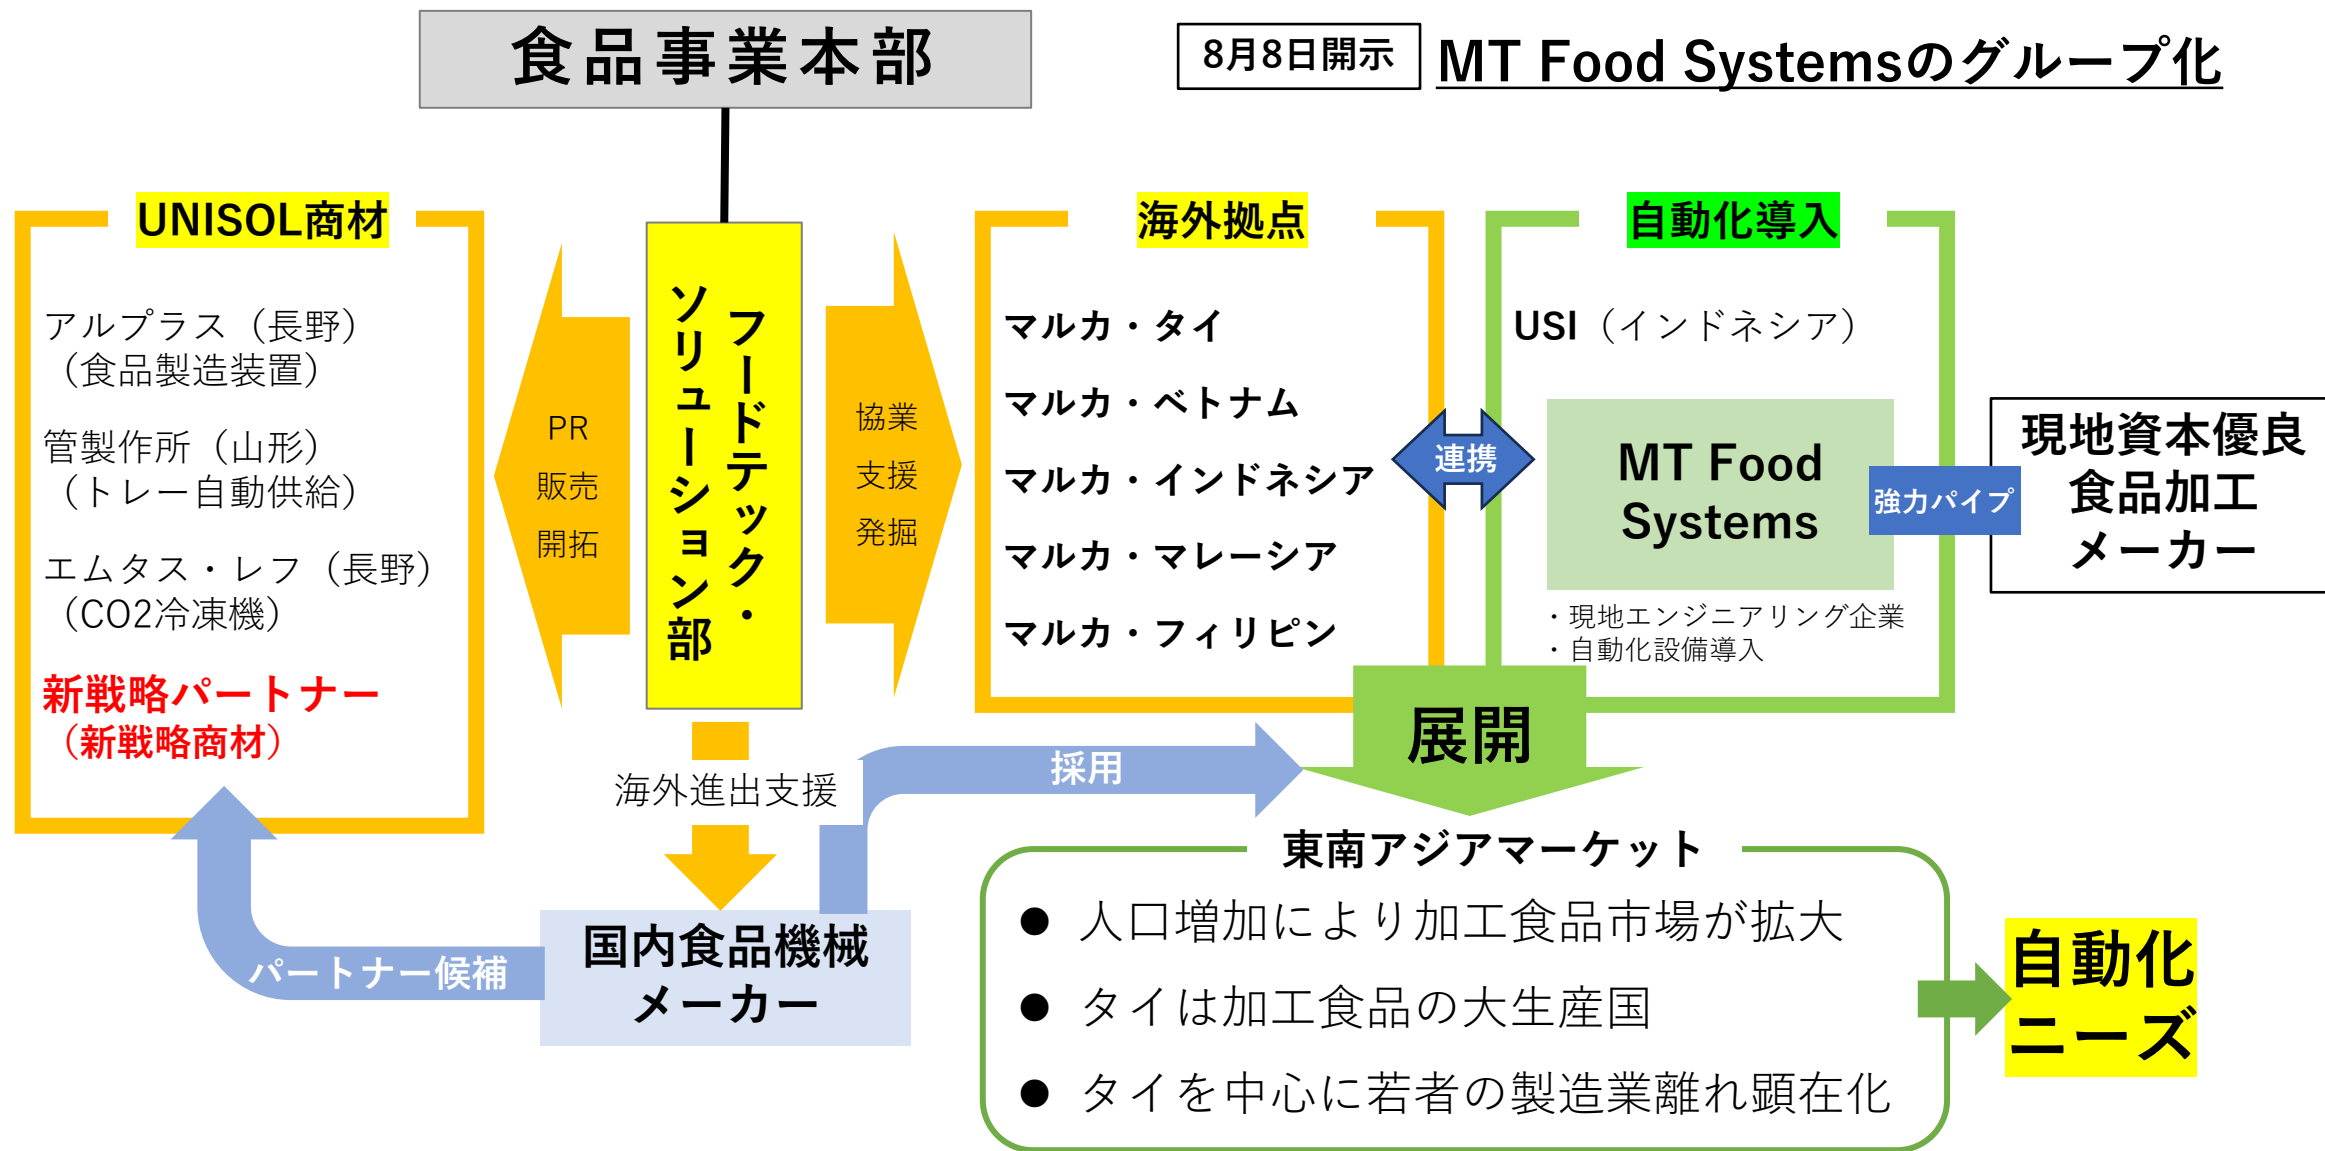 食品事業本部
8月8日開示
MT Food Systemsのグループ化
UNISOL商材
アルプラス（長野）
（食品製造装置）
管製作所（山形）
（トレー自動供給）
エムタス・レフ（長野）
（CO2冷凍機）
新戦略パートナー
（新戦略商材）
PR
販売
開拓
フードテック・
ソリューション部
協業
支援
発掘
海外拠点
マルカ・タイ
マルカ・ベトナム
マルカ・インドネシア
マルカ・マレーシア
マルカ・フィリピン
連携
自動化導入
USI（インドネシア）
MT Food
Systems
・現地エンジニアリング企業
・自動化設備導入
強力パイプ
現地資本優良
食品加工
メーカー
展開
海外進出支援
採用
パートナー候補
国内食品機械
メーカー
東南アジアマーケット
● 人口増加により加工食品市場が拡大
● タイは加工食品の大生産国
● タイを中心に若者の製造業離れ顕在化
自動化
ニーズ